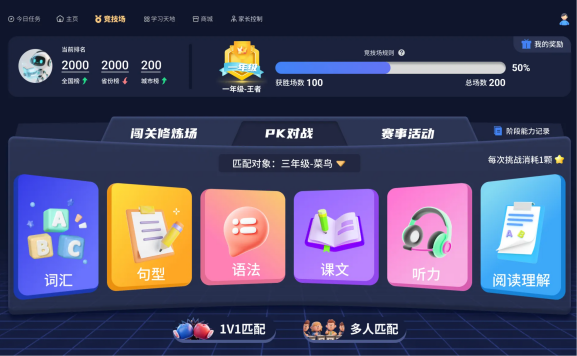 今日任务 主页 竞技场 学习天地 商城 家长控制
我的奖励
当前排名
2000 2000 200
全国榜 省份榜 城市榜
一年级
一年级-王者
竞技场规则 ?
50%
获胜场数 100 总场数 200
闯关修炼场 PK对战 赛事活动 阶段能力记录
匹配对象：三年级-菜鸟 每次挑战消耗1颗
A
B C
词汇 句型 语法 课文 听力 阅读理解
1V1匹配 多人匹配